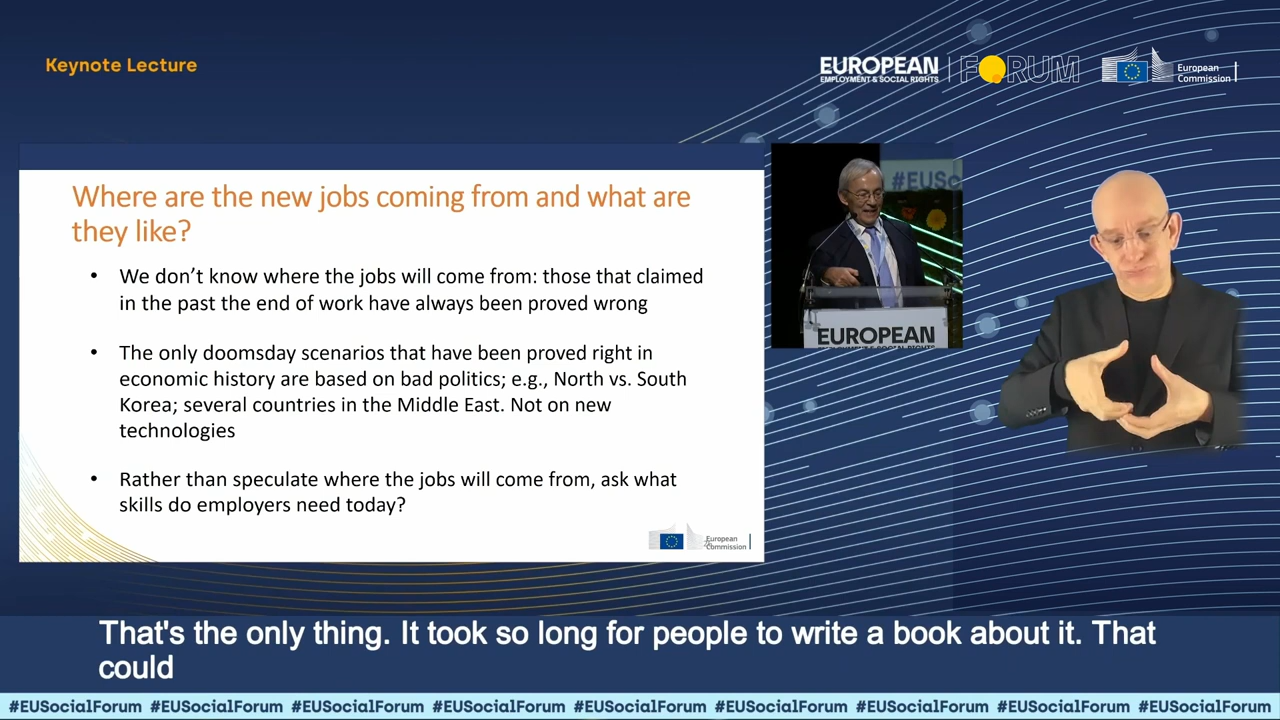 Keynote Lecture
EUROPEAN
EMPLOYMENT & SOCIAL RIGHTS
FORUM
European
Commission
Where are the new jobs coming from and what are
they like?
• We don't know where the jobs will come from: those that claimed
in the past the end of work have always been proved wrong
• The only doomsday scenarios that have been proved right in
economic history are based on bad politics; e.g., North vs. South
Korea; several countries in the Middle East. Not on new
technologies
• Rather than speculate where the jobs will come from, ask what
skills do employers need today?
European
Commission
#EUSo
EUROPEAN
EMPLOYMENT & SOCIAL RIGHTS
That's the only thing. It took so long for people to write a book about it. That
could
#EUSocialForum #EUSocialForum #EUSocialForum #EUSocialForum #EUSocialForum #EUSocialForum #EUSocialForum #EUSocialForum #EUSocialForum